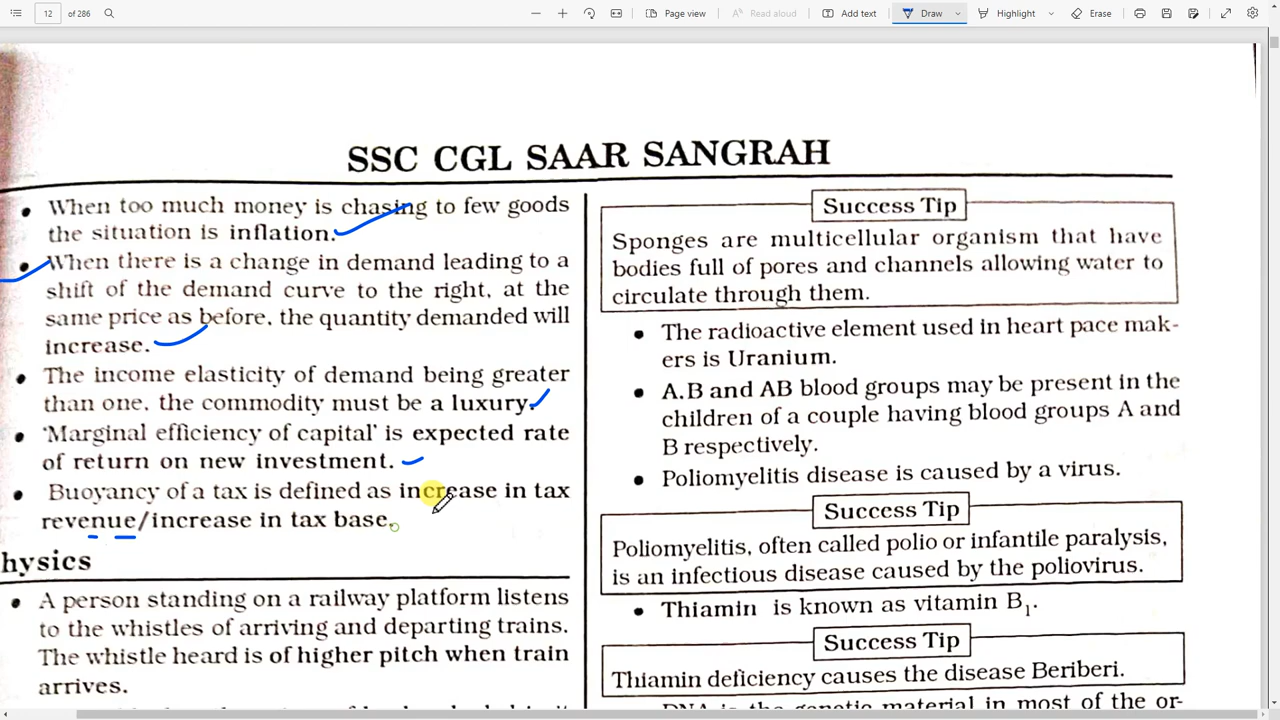 12 of 286
Page view
Read aloud
Add text
Draw
Highlight
Erase
SSC CGL SAAR SANGRAH
• When too much money is chasing to few goods
the situation is inflation.
• When there is a change in demand leading to a
shift of the demand curve to the right, at the
same price as before, the quantity demanded will
increase.
• The income elasticity of demand being greater
than one, the commodity must be a luxury.
• 'Marginal efficiency of capital' is expected rate
of return on new investment.
• Buoyancy of a tax is defined as increase in tax
revenue/increase in tax base.
hysics
• A person standing on a railway platform listens
to the whistles of arriving and departing trains.
The whistle heard is of higher pitch when train
arrives.
Success Tip
Sponges are multicellular organism that have
bodies full of pores and channels allowing water to
circulate through them.
• The radioactive element used in heart pace mak-
ers is Uranium.
• A.B and AB blood groups may be present in the
children of a couple having blood groups A and
B respectively.
• Poliomyelitis disease is caused by a virus.
Success Tip
Poliomyelitis, often called polio or infantile paralysis,
is an infectious disease caused by the poliovirus.
• Thiamin is known as vitamin B₁.
Success Tip
Thiamin deficiency causes the disease Beriberi.
DNA is the genetic material in most of the or-